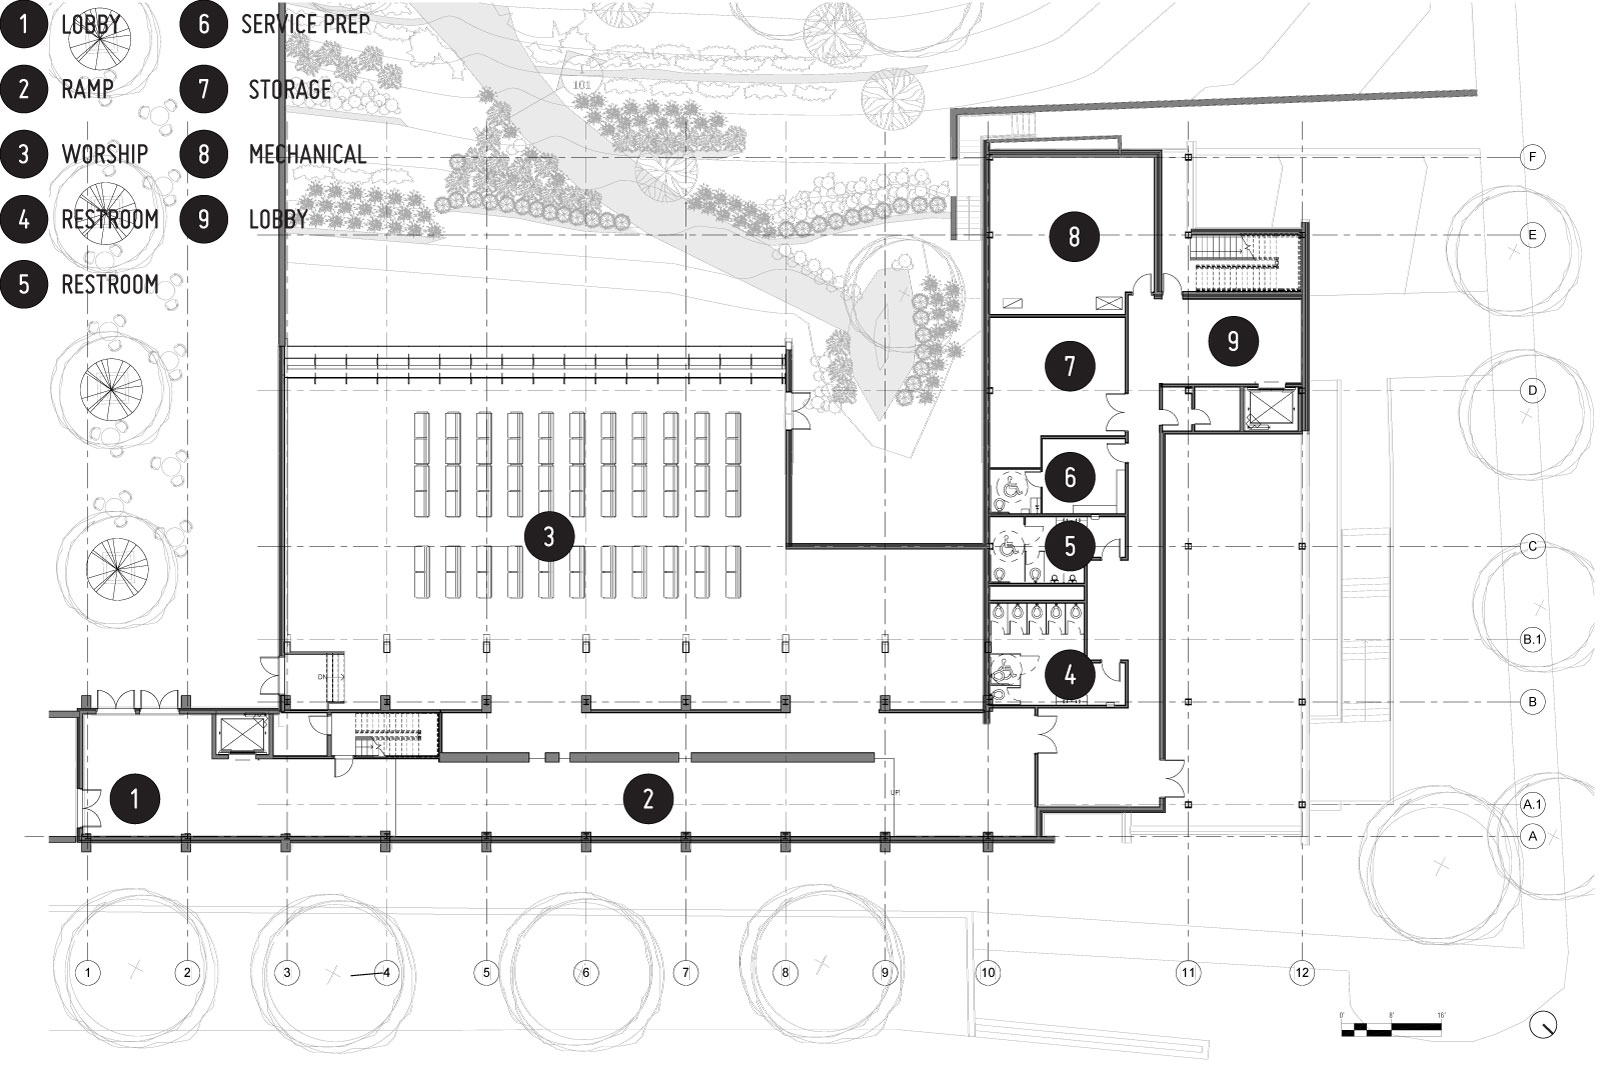 1 LOBBY 6 SERVICE PREP
2 RAMP 7 STORAGE
3 WORSHIP 8 MECHANICAL
4 RESTROOM 9 LOBBY
5 RESTROOM
101
F
E
D
C
B.1
B
A.1
A
8
9
7
6
5
4
3
DN
1
2
UP
1 2 3 4 5 6 7 8 9 10 11 12
0' 8' 16'